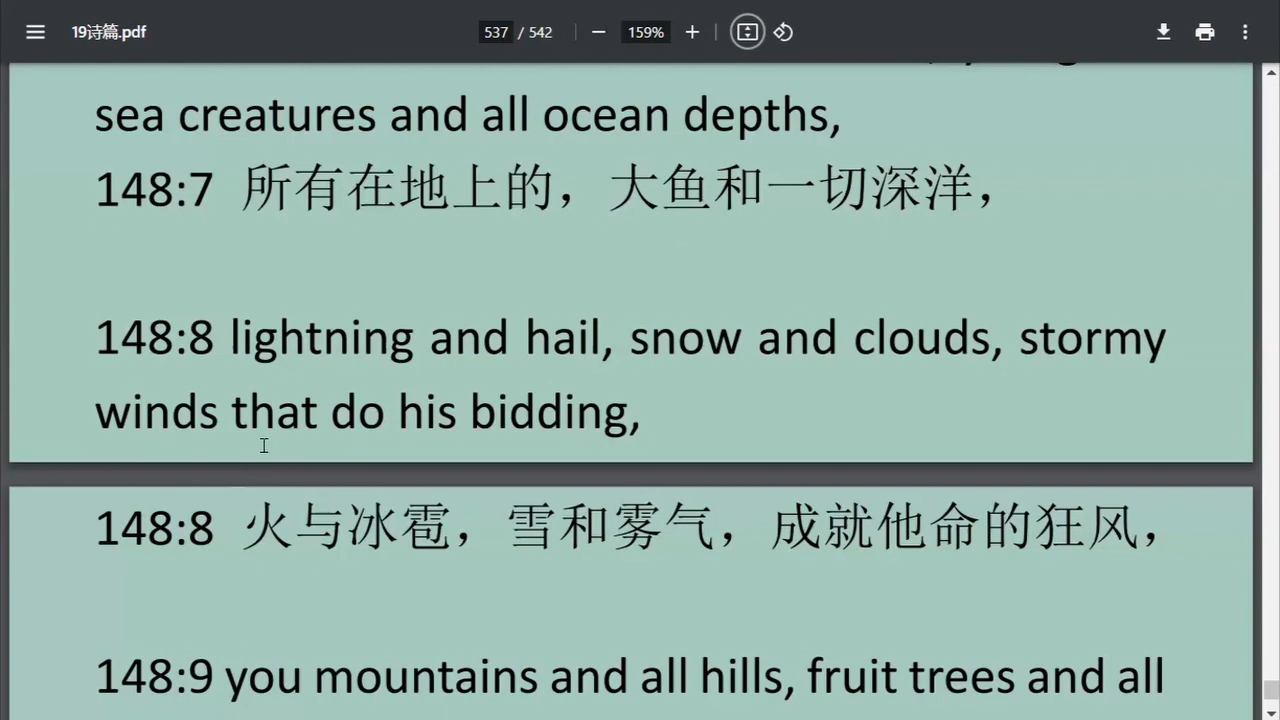 19诗篇.pdf
537 / 542
159%
sea creatures and all ocean depths,
148:7 所有在地上的，大鱼和一切深洋，
148:8 lightning and hail, snow and clouds, stormy
winds that do his bidding,
148:8 火与冰雹，雪和雾气，成就他命的狂风，
148:9 you mountains and all hills, fruit trees and all